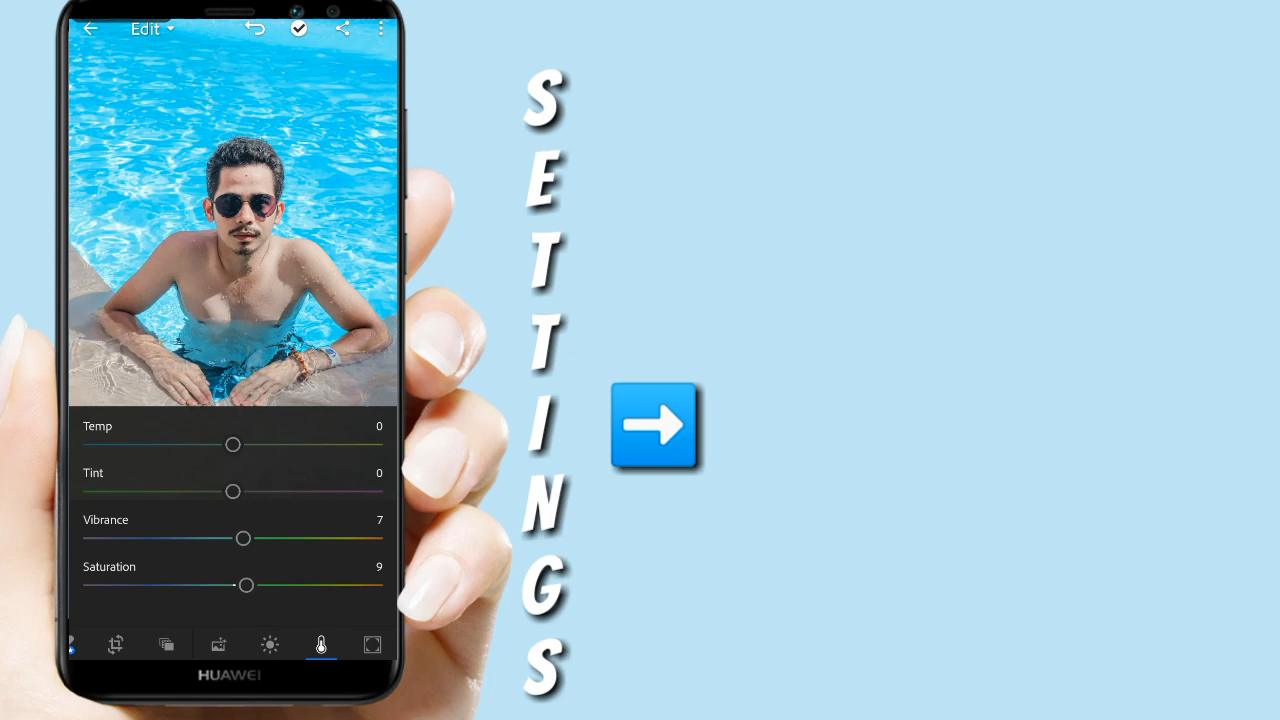 Edit
Temp 0
Tint 0
Vibrance 7
Saturation 9
HUAWEI
SETTINGS